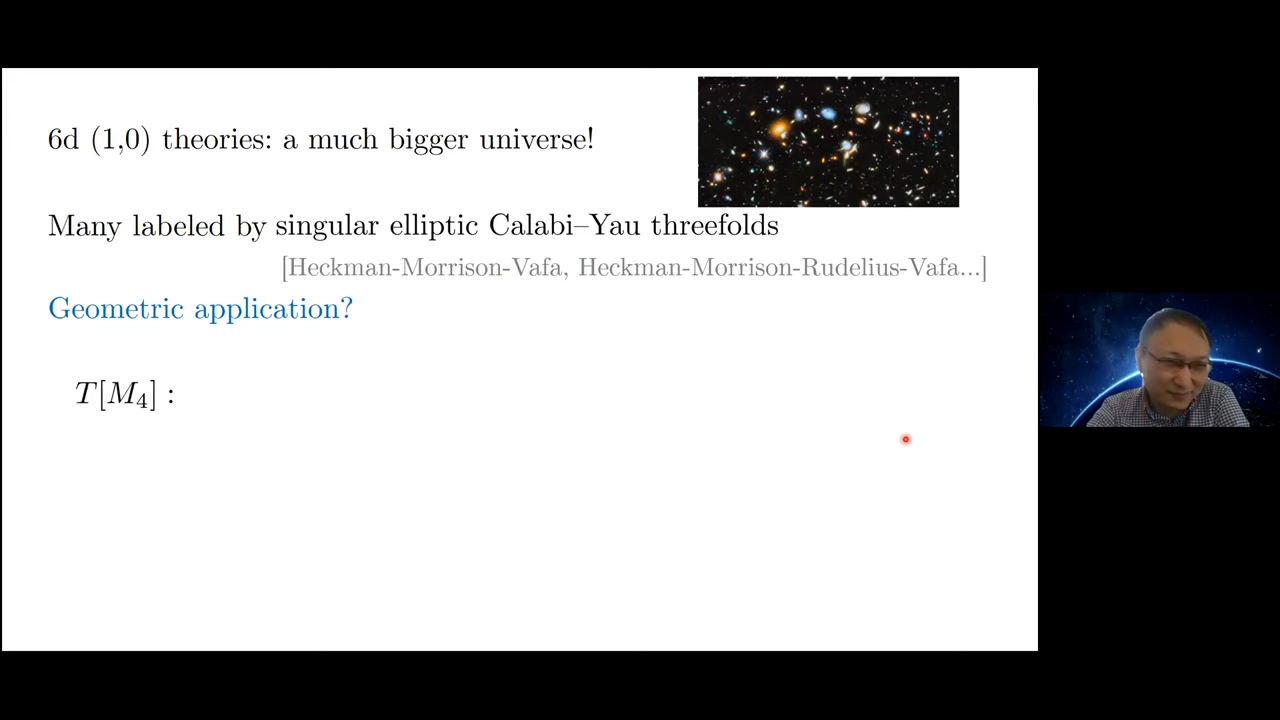 6d (1,0) theories: a much bigger universe!
Many labeled by singular elliptic Calabi–Yau threefolds
[Heckman-Morrison-Vafa, Heckman-Morrison-Rudelius-Vafa...]
Geometric application?
T[M₄] :